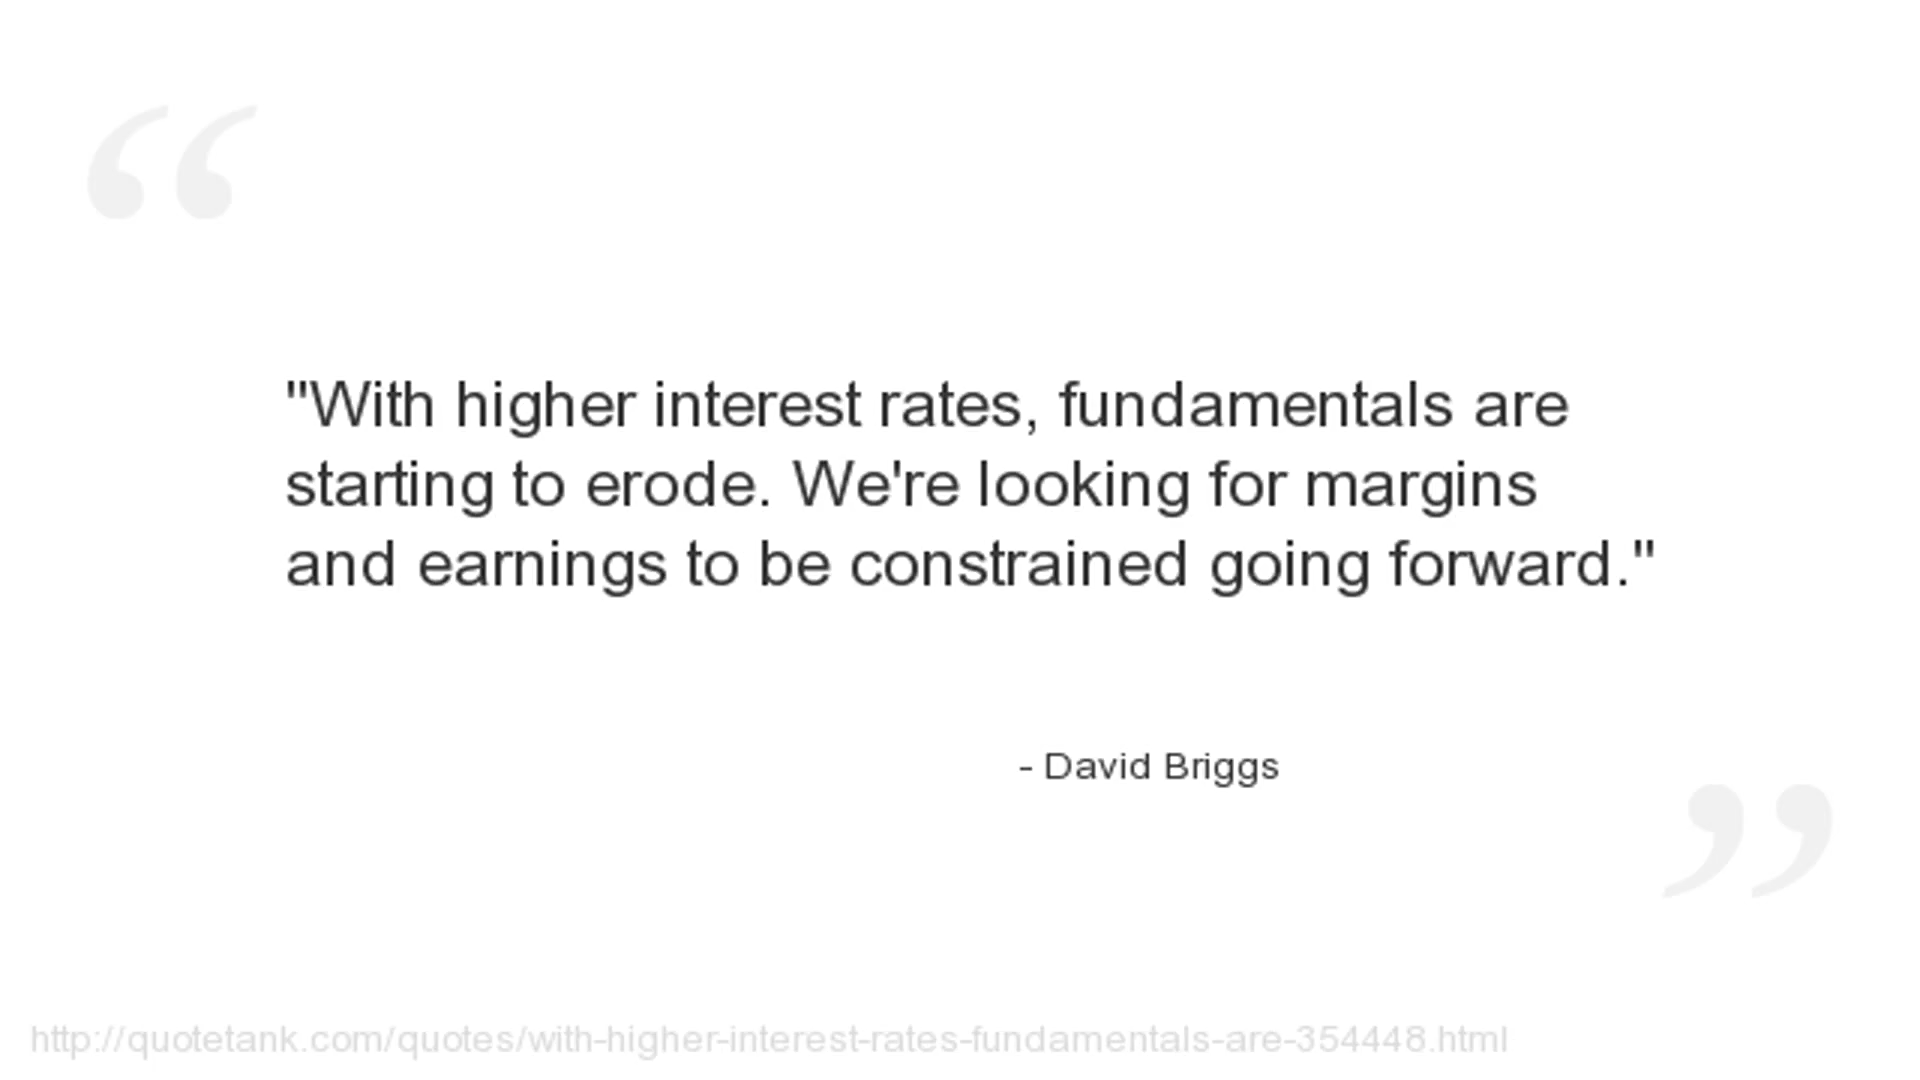 "With higher interest rates, fundamentals are
starting to erode. We're looking for margins
and earnings to be constrained going forward."
- David Briggs
http://quotetank.com/quotes/with-higher-interest-rates-fundamentals-are-354448.html